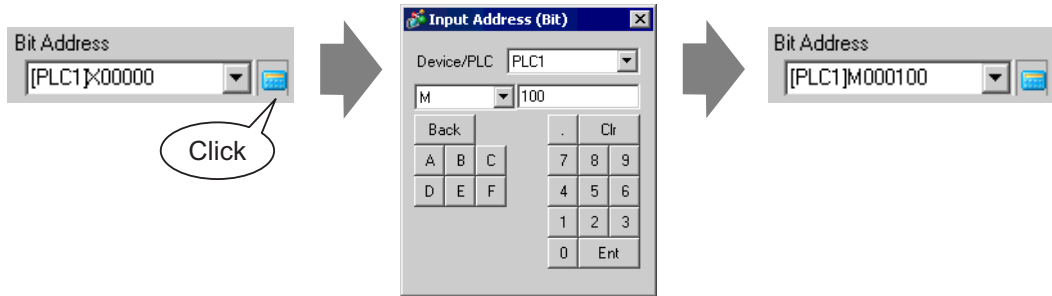 Bit Address
[PLC1]X00000
Click
Input Address (Bit)
Device/PLC PLC1
M 100
Back . Clr
A B C 7 8 9
D E F 4 5 6
1 2 3
0 Ent
Bit Address
[PLC1]M000100